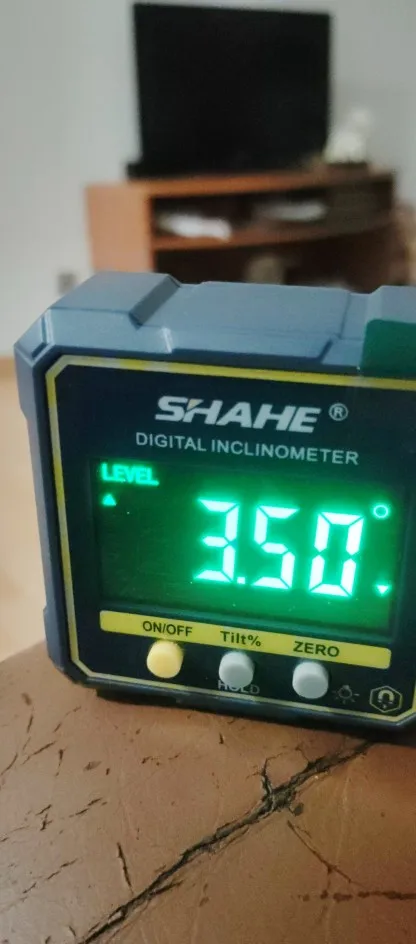 SHAHE ®
DIGITAL INCLINOMETER
LEVEL
3.50°
ON/OFF Tilt% ZERO
HOLD